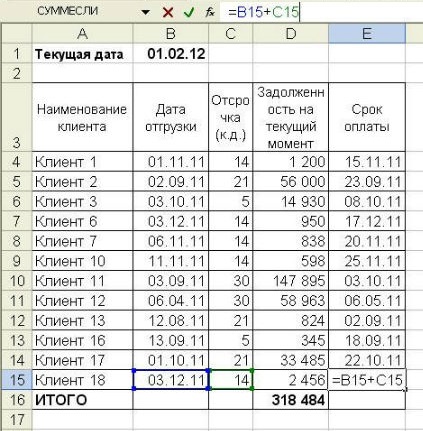 СУММЕСЛИ =B15+C15
A B C D E
1 Текущая дата 01.02.12
2
3 Наименование клиента Дата отгрузки Отсро чка (к.д.) Задолженн ость на текущий момент Срок оплаты
4 Клиент 1 01.11.11 14 1 200 15.11.11
5 Клиент 2 02.09.11 21 56 000 23.09.11
6 Клиент 3 03.10.11 5 14 930 08.10.11
7 Клиент 6 03.12.11 14 950 17.12.11
8 Клиент 7 06.11.11 14 838 20.11.11
9 Клиент 10 11.11.11 14 598 25.11.11
10 Клиент 11 03.09.11 30 147 895 03.10.11
11 Клиент 12 06.04.11 30 58 963 06.05.11
12 Клиент 13 12.08.11 21 824 02.09.11
13 Клиент 16 13.09.11 5 345 18.09.11
14 Клиент 17 01.10.11 21 33 485 22.10.11
15 Клиент 18 03.12.11 14 2 456 =B15+C15
16 ИТОГО 318 484
17